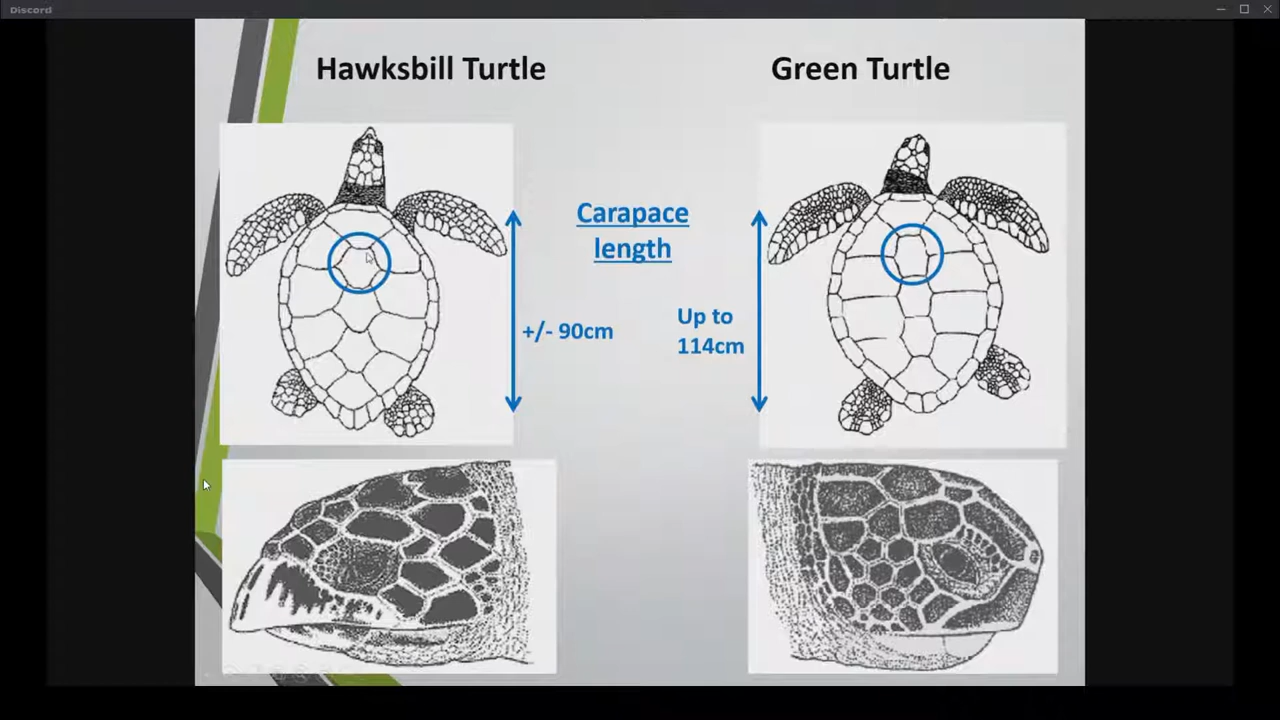 Discord
Hawksbill Turtle
Green Turtle
Carapace
length
+/- 90cm
Up to
114cm